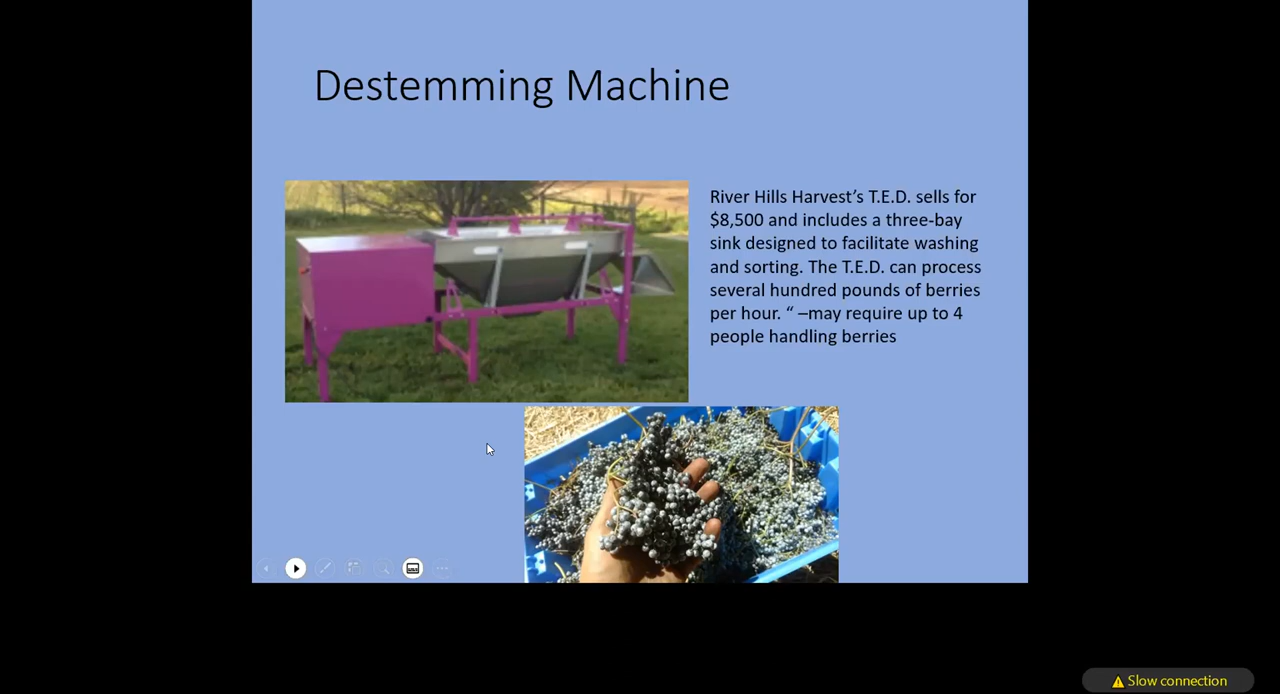 Destemming Machine
River Hills Harvest’s T.E.D. sells for
$8,500 and includes a three-bay
sink designed to facilitate washing
and sorting. The T.E.D. can process
several hundred pounds of berries
per hour. “ –may require up to 4
people handling berries
Slow connection